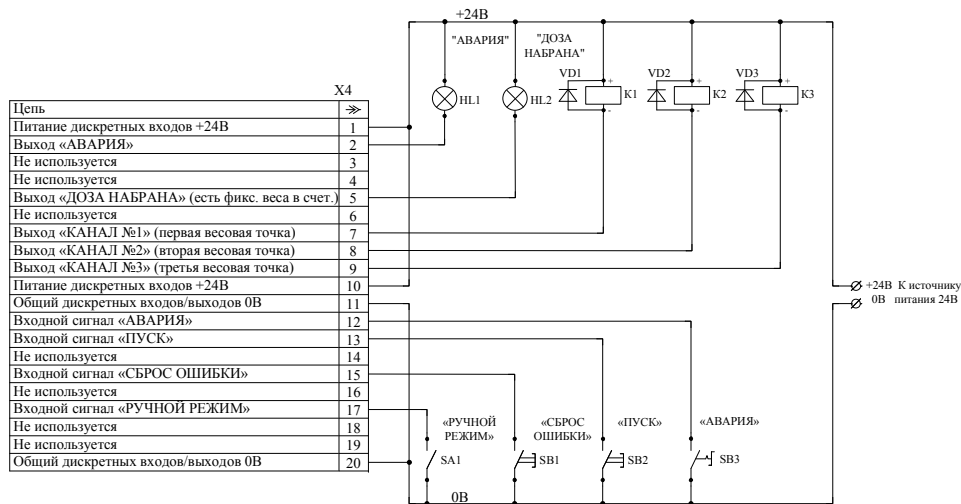 +24В
"АВАРИЯ"
"ДОЗА
НАБРАНА"
VD1
VD2
VD3
+
+
+
HL1
HL2
K1
K2
K3
-
-
-
X4
Цепь
Питание дискретных входов +24В 1
Выход «АВАРИЯ» 2
Не используется 3
Не используется 4
Выход «ДОЗА НАБРАНА» (есть фикс. веса в счет.) 5
Не используется 6
Выход «КАНАЛ №1» (первая весовая точка) 7
Выход «КАНАЛ №2» (вторая весовая точка) 8
Выход «КАНАЛ №3» (третья весовая точка) 9
Питание дискретных входов +24В 10
Общий дискретных входов/выходов 0В 11
Входной сигнал «АВАРИЯ» 12
Входной сигнал «ПУСК» 13
Не используется 14
Входной сигнал «СБРОС ОШИБКИ» 15
Не используется 16
Входной сигнал «РУЧНОЙ РЕЖИМ» 17
Не используется 18
Не используется 19
Общий дискретных входов/выходов 0В 20
+24В К источнику
0В питания 24В
«РУЧНОЙ
РЕЖИМ»
«СБРОС
ОШИБКИ»
«ПУСК»
«АВАРИЯ»
SA1
SB1
SB2
SB3
0В